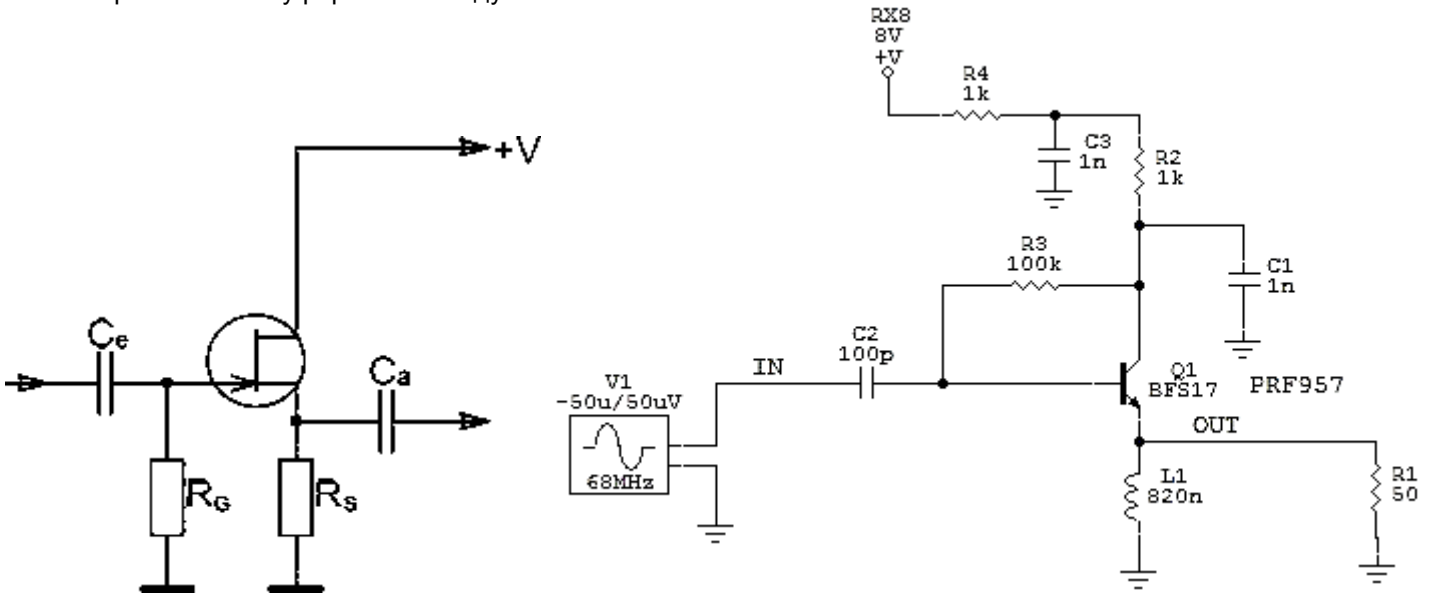 +V
Ce
Ca
RG
RS
RX8
8V
+V
R4
1k
C3
1n
R2
1k
R3
100k
C1
1n
C2
100p
IN
V1
-50u/50uV
68MHz
Q1
BFS17
PRF957
OUT
L1
820n
R1
50